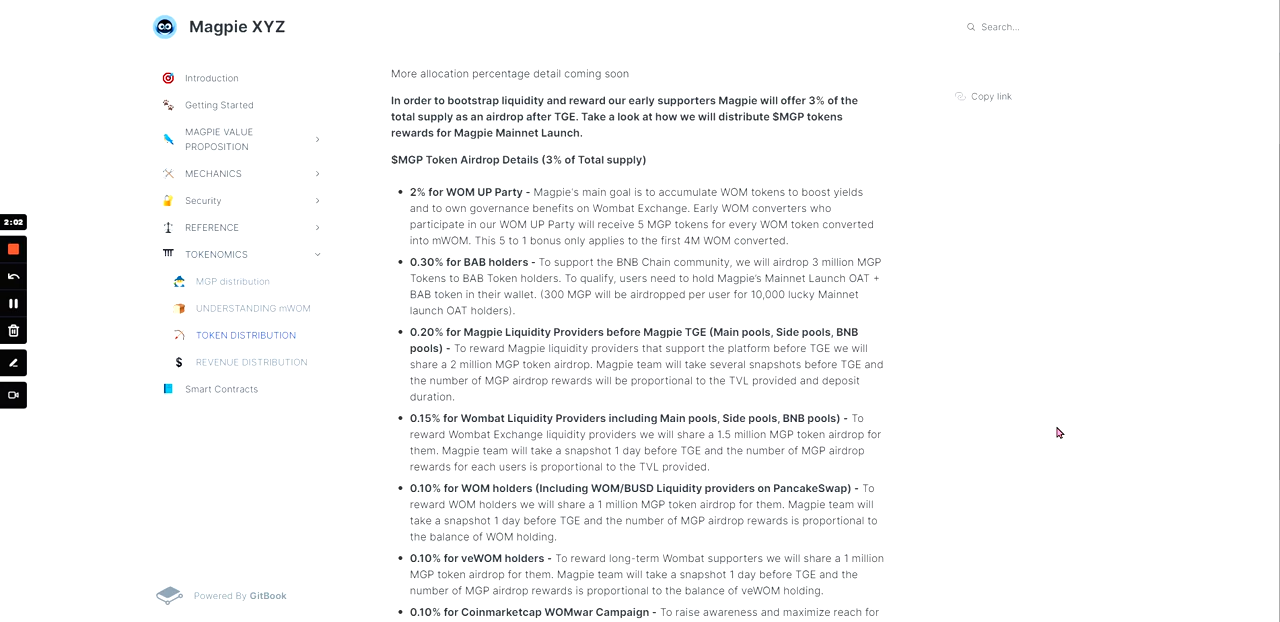 Magpie XYZ
Search...
2:02
Introduction
Getting Started
MAGPIE VALUE
PROPOSITION
MECHANICS
Security
REFERENCE
TOKENOMICS
MGP distribution
UNDERSTANDING mWOM
TOKEN DISTRIBUTION
REVENUE DISTRIBUTION
Smart Contracts
Powered By GitBook
More allocation percentage detail coming soon
In order to bootstrap liquidity and reward our early supporters Magpie will offer 3% of the
total supply as an airdrop after TGE. Take a look at how we will distribute $MGP tokens
rewards for Magpie Mainnet Launch.
$MGP Token Airdrop Details (3% of Total supply)
• 2% for WOM UP Party - Magpie's main goal is to accumulate WOM tokens to boost yields
and to own governance benefits on Wombat Exchange. Early WOM converters who
participate in our WOM UP Party will receive 5 MGP tokens for every WOM token converted
into mWOM. This 5 to 1 bonus only applies to the first 4M WOM converted.
• 0.30% for BAB holders - To support the BNB Chain community, we will airdrop 3 million MGP
Tokens to BAB Token holders. To qualify, users need to hold Magpie's Mainnet Launch OAT +
BAB token in their wallet. (300 MGP will be airdropped per user for 10,000 lucky Mainnet
launch OAT holders).
• 0.20% for Magpie Liquidity Providers before Magpie TGE (Main pools, Side pools, BNB
pools) - To reward Magpie liquidity providers that support the platform before TGE we will
share a 2 million MGP token airdrop. Magpie team will take several snapshots before TGE and
the number of MGP airdrop rewards will be proportional to the TVL provided and deposit
duration.
• 0.15% for Wombat Liquidity Providers including Main pools, Side pools, BNB pools) - To
reward Wombat Exchange liquidity providers we will share a 1.5 million MGP token airdrop for
them. Magpie team will take a snapshot 1 day before TGE and the number of MGP airdrop
rewards for each users is proportional to the TVL provided.
• 0.10% for WOM holders (Including WOM/BUSD Liquidity providers on PancakeSwap) - To
reward WOM holders we will share a 1 million MGP token airdrop for them. Magpie team will
take a snapshot 1 day before TGE and the number of MGP airdrop rewards is proportional to
the balance of WOM holding.
• 0.10% for veWOM holders - To reward long-term Wombat supporters we will share a 1 million
MGP token airdrop for them. Magpie team will take a snapshot 1 day before TGE and the
number of MGP airdrop rewards is proportional to the balance of veWOM holding.
• 0.10% for Coinmarketcap WOMwar Campaign - To raise awareness and maximize reach for
Copy link